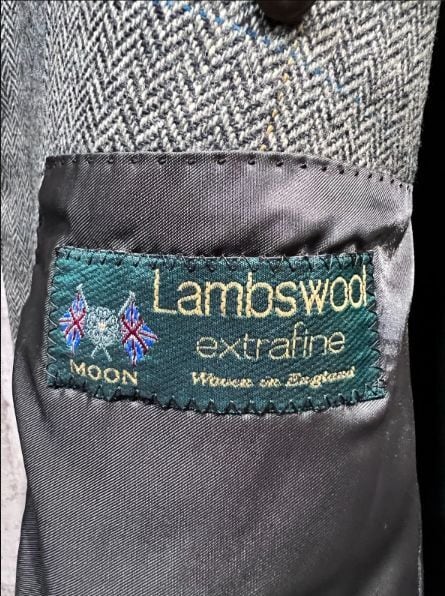 Lambswool
extrafine
MOON
Woven in England